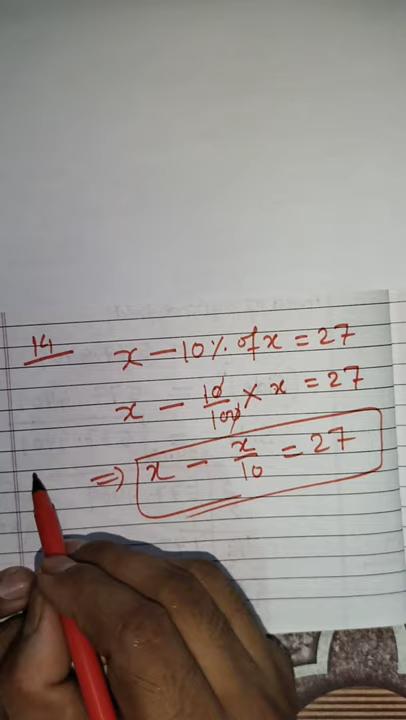 14 x - 10% of x = 27
x - 10/100 × x = 27
⇒ x - x/10 = 27